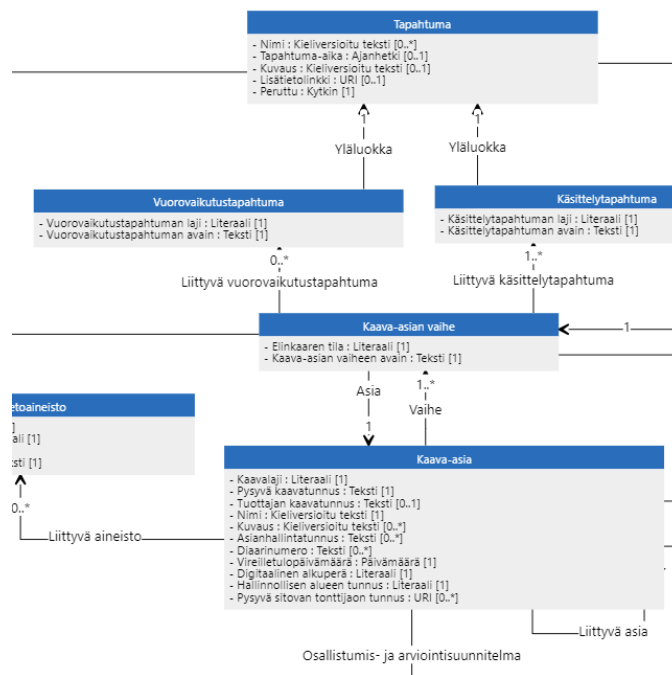 Tapahtuma
- Nimi : Kieliversioitu teksti [0..*]
- Tapahtuma-aika : Ajanhetki [0..1]
- Kuvaus : Kieliversioitu teksti [0..1]
- Lisätietolinkki : URI [0..1]
- Peruttu : Kytkin [1]
1
1
Yläluokka
Yläluokka
Vuorovaikutustapahtuma
- Vuorovaikutustapahtuman laji : Literaali [1]
- Vuorovaikutustapahtuman avain : Teksti [1]
Käsittelytapahtuma
- Käsittelytapahtuman laji : Literaali [1]
- Käsittelytapahtuman avain : Teksti [1]
0..*
1..*
Liittyvä vuorovaikutustapahtuma
Liittyvä käsittelytapahtuma
Kaava-asian vaihe
- Elinkaaren tila : Literaali [1]
- Kaava-asian vaiheen avain : Teksti [1]
1
Asia
1
1..*
Vaihe
etoaineisto
]
ali [1]
sti [1]
0..*
Liittyvä aineisto
Kaava-asia
- Kaavalaji : Literaali [1]
- Pysyvä kaavatunnus : Teksti [1]
- Tuottajan kaavatunnus : Teksti [0..1]
- Nimi : Kieliversioitu teksti [1]
- Kuvaus : Kieliversioitu teksti [0..*]
- Asianhallintatunnus : Teksti [0..*]
- Diaarinumero : Teksti [0..*]
- Vireilletulopäivämäärä : Päivämäärä [1]
- Digitaalinen alkuperä : Literaali [1]
- Hallinnollisen alueen tunnus : Literaali [1]
- Pysyvä sitovan tonttijaon tunnus : URI [0..*]
Liittyvä asia
Osallistumis- ja arviointisuunnitelma